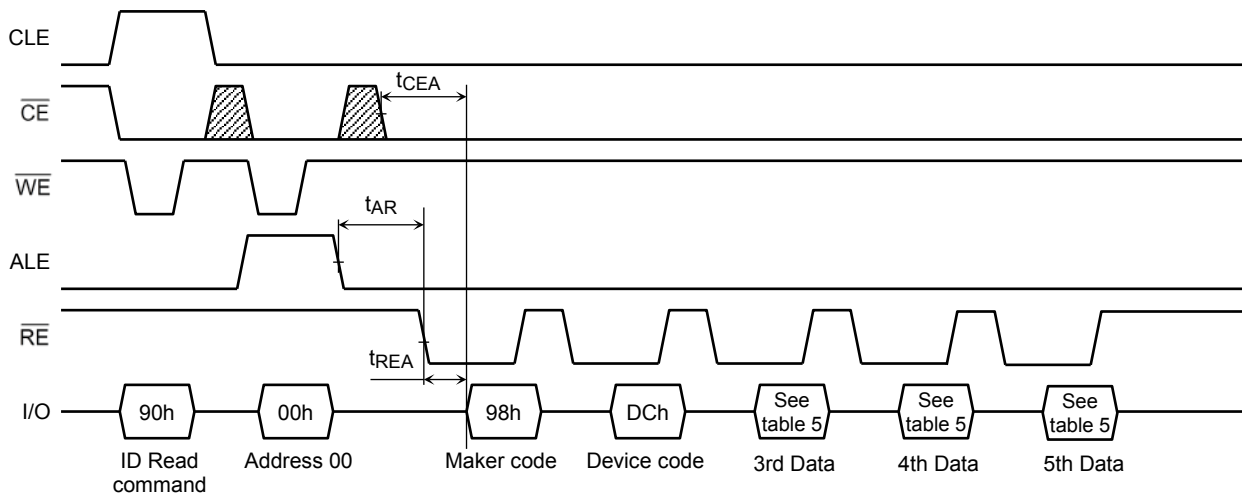 CLE
CE
tCEA
WE
tAR
ALE
RE
tREA
I/O
90h
00h
98h
DCh
See
table 5
See
table 5
See
table 5
ID Read
command
Address 00
Maker code
Device code
3rd Data
4th Data
5th Data